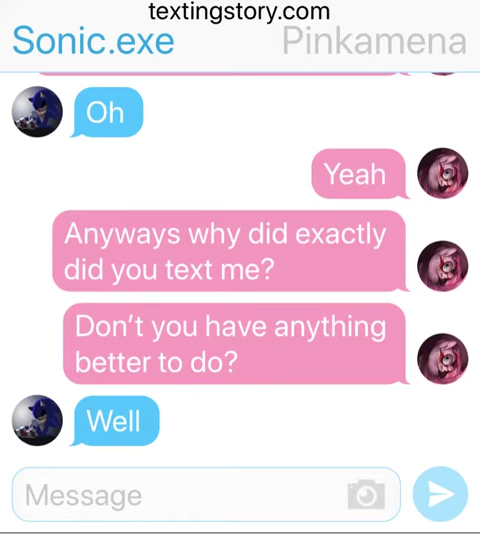 textingstory.com
Sonic.exe
Pinkamena
Oh
Yeah
Anyways why did exactly
did you text me?
Don’t you have anything
better to do?
Well
Message